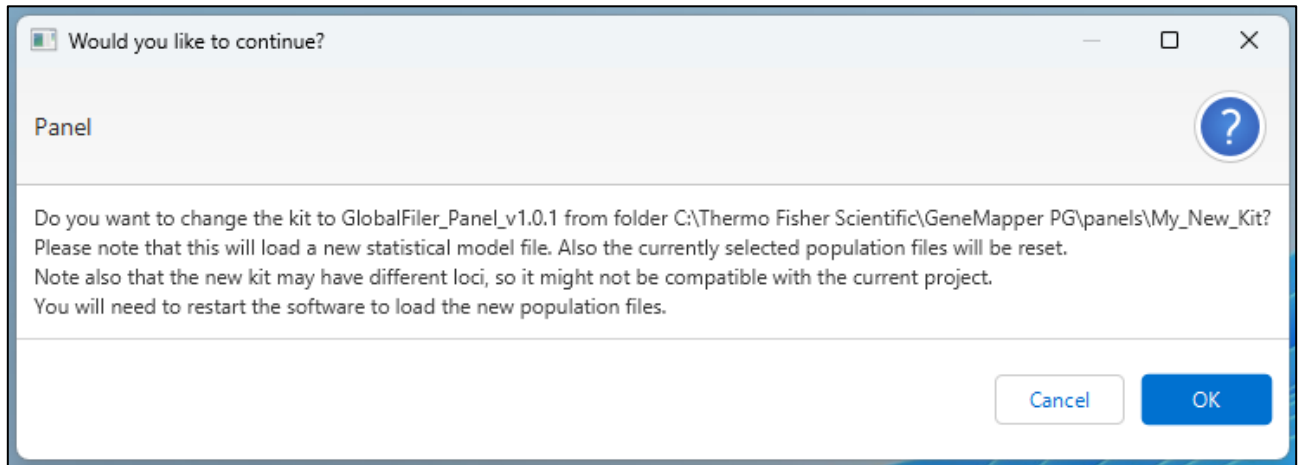 Would you like to continue?
Panel
?
Do you want to change the kit to GlobalFiler_Panel_v1.0.1 from folder C:\Thermo Fisher Scientific\GeneMapper PG\panels\My_New_Kit?
Please note that this will load a new statistical model file. Also the currently selected population files will be reset.
Note also that the new kit may have different loci, so it might not be compatible with the current project.
You will need to restart the software to load the new population files.
Cancel OK